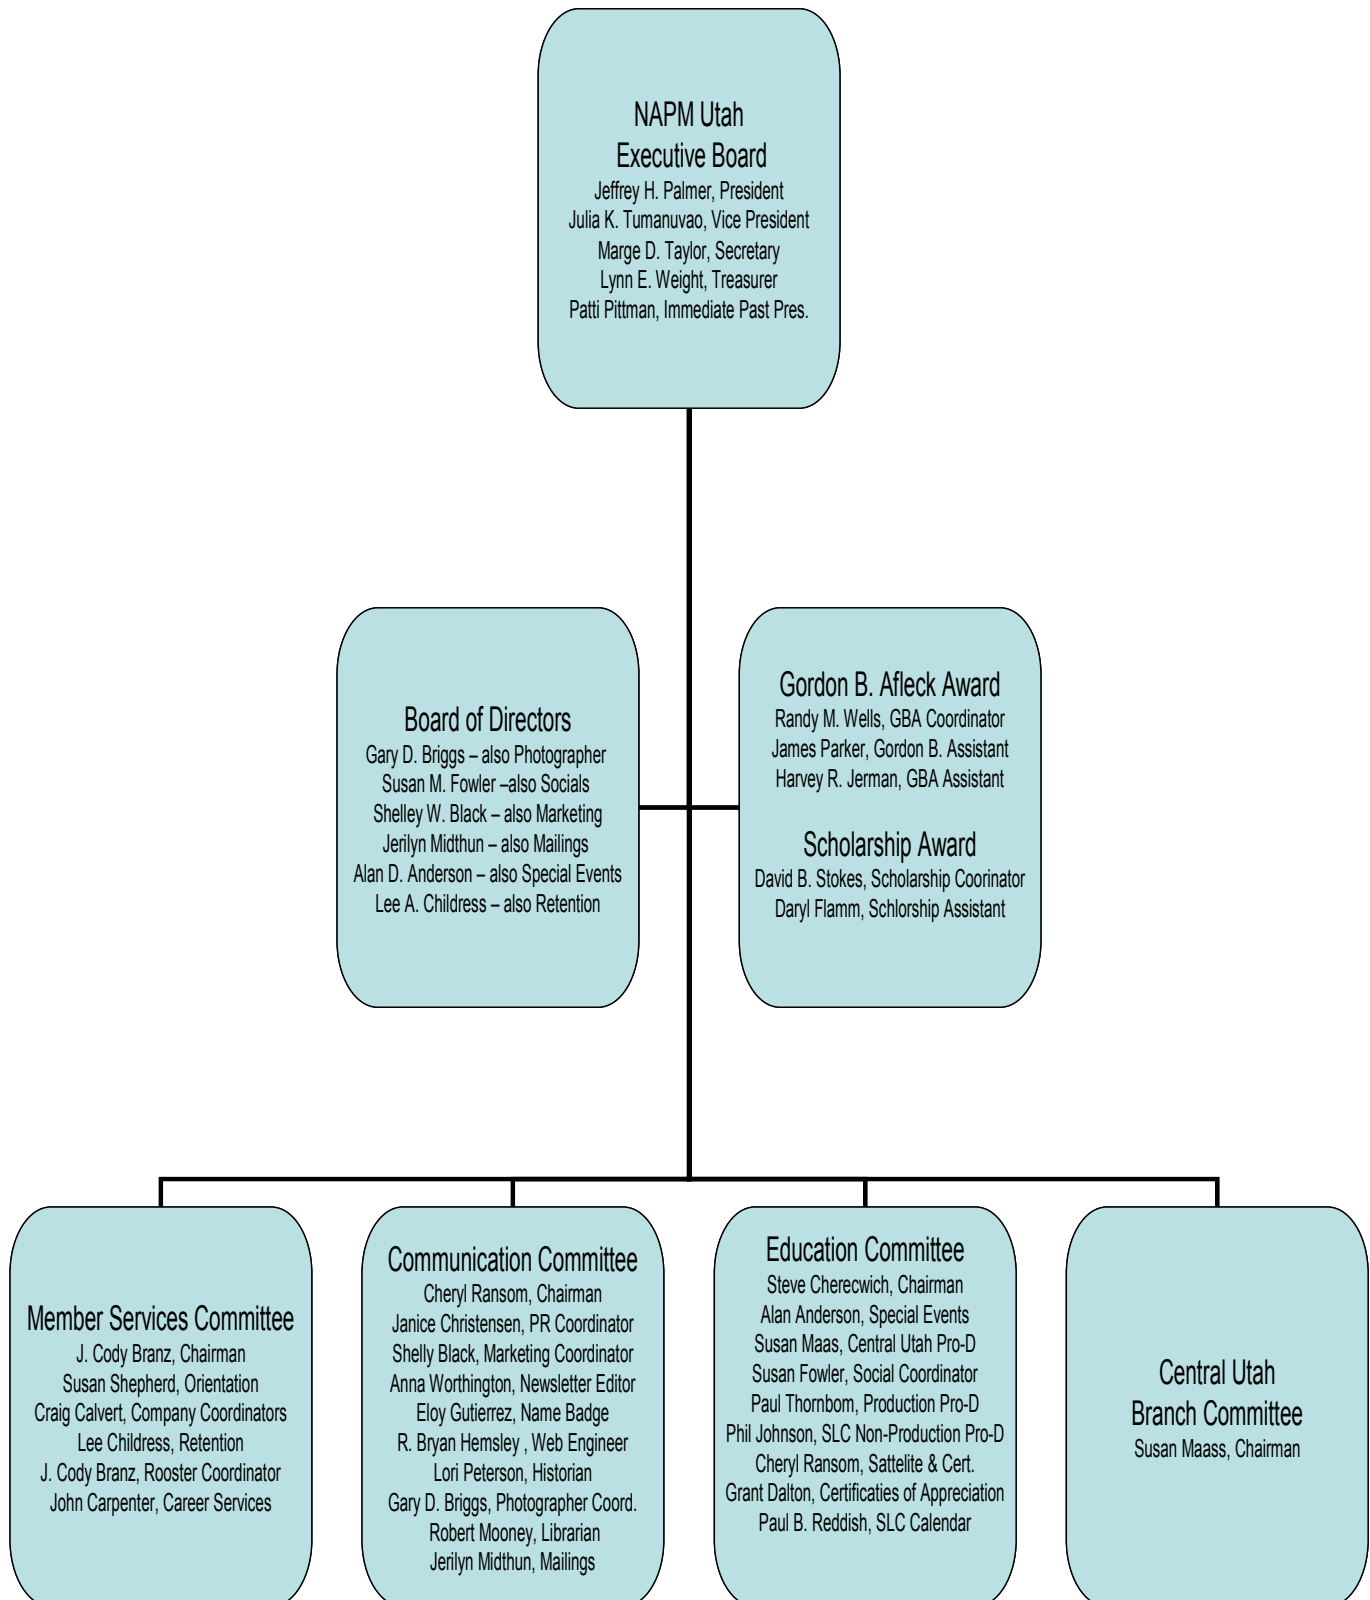 NAPM Utah
Executive Board
Jeffrey H. Palmer, President
Julia K. Tumanuvao, Vice President
Marge D. Taylor, Secretary
Lynn E. Weight, Treasurer
Patti Pittman, Immediate Past Pres.
Board of Directors
Gary D. Briggs – also Photographer
Susan M. Fowler –also Socials
Shelley W. Black – also Marketing
Jerilyn Midthun – also Mailings
Alan D. Anderson – also Special Events
Lee A. Childress – also Retention
Gordon B. Afleck Award
Randy M. Wells, GBA Coordinator
James Parker, Gordon B. Assistant
Harvey R. Jerman, GBA Assistant
Scholarship Award
David B. Stokes, Scholarship Coorinator
Daryl Flamm, Schlorship Assistant
Member Services Committee
J. Cody Branz, Chairman
Susan Shepherd, Orientation
Craig Calvert, Company Coordinators
Lee Childress, Retention
J. Cody Branz, Rooster Coordinator
John Carpenter, Career Services
Communication Committee
Cheryl Ransom, Chairman
Janice Christensen, PR Coordinator
Shelly Black, Marketing Coordinator
Anna Worthington, Newsletter Editor
Eloy Gutierrez, Name Badge
R. Bryan Hemsley , Web Engineer
Lori Peterson, Historian
Gary D. Briggs, Photographer Coord.
Robert Mooney, Librarian
Jerilyn Midthun, Mailings
Education Committee
Steve Cherecwich, Chairman
Alan Anderson, Special Events
Susan Maas, Central Utah Pro-D
Susan Fowler, Social Coordinator
Paul Thornbom, Production Pro-D
Phil Johnson, SLC Non-Production Pro-D
Cheryl Ransom, Sattelite & Cert.
Grant Dalton, Certificaties of Appreciation
Paul B. Reddish, SLC Calendar
Central Utah
Branch Committee
Susan Maass, Chairman